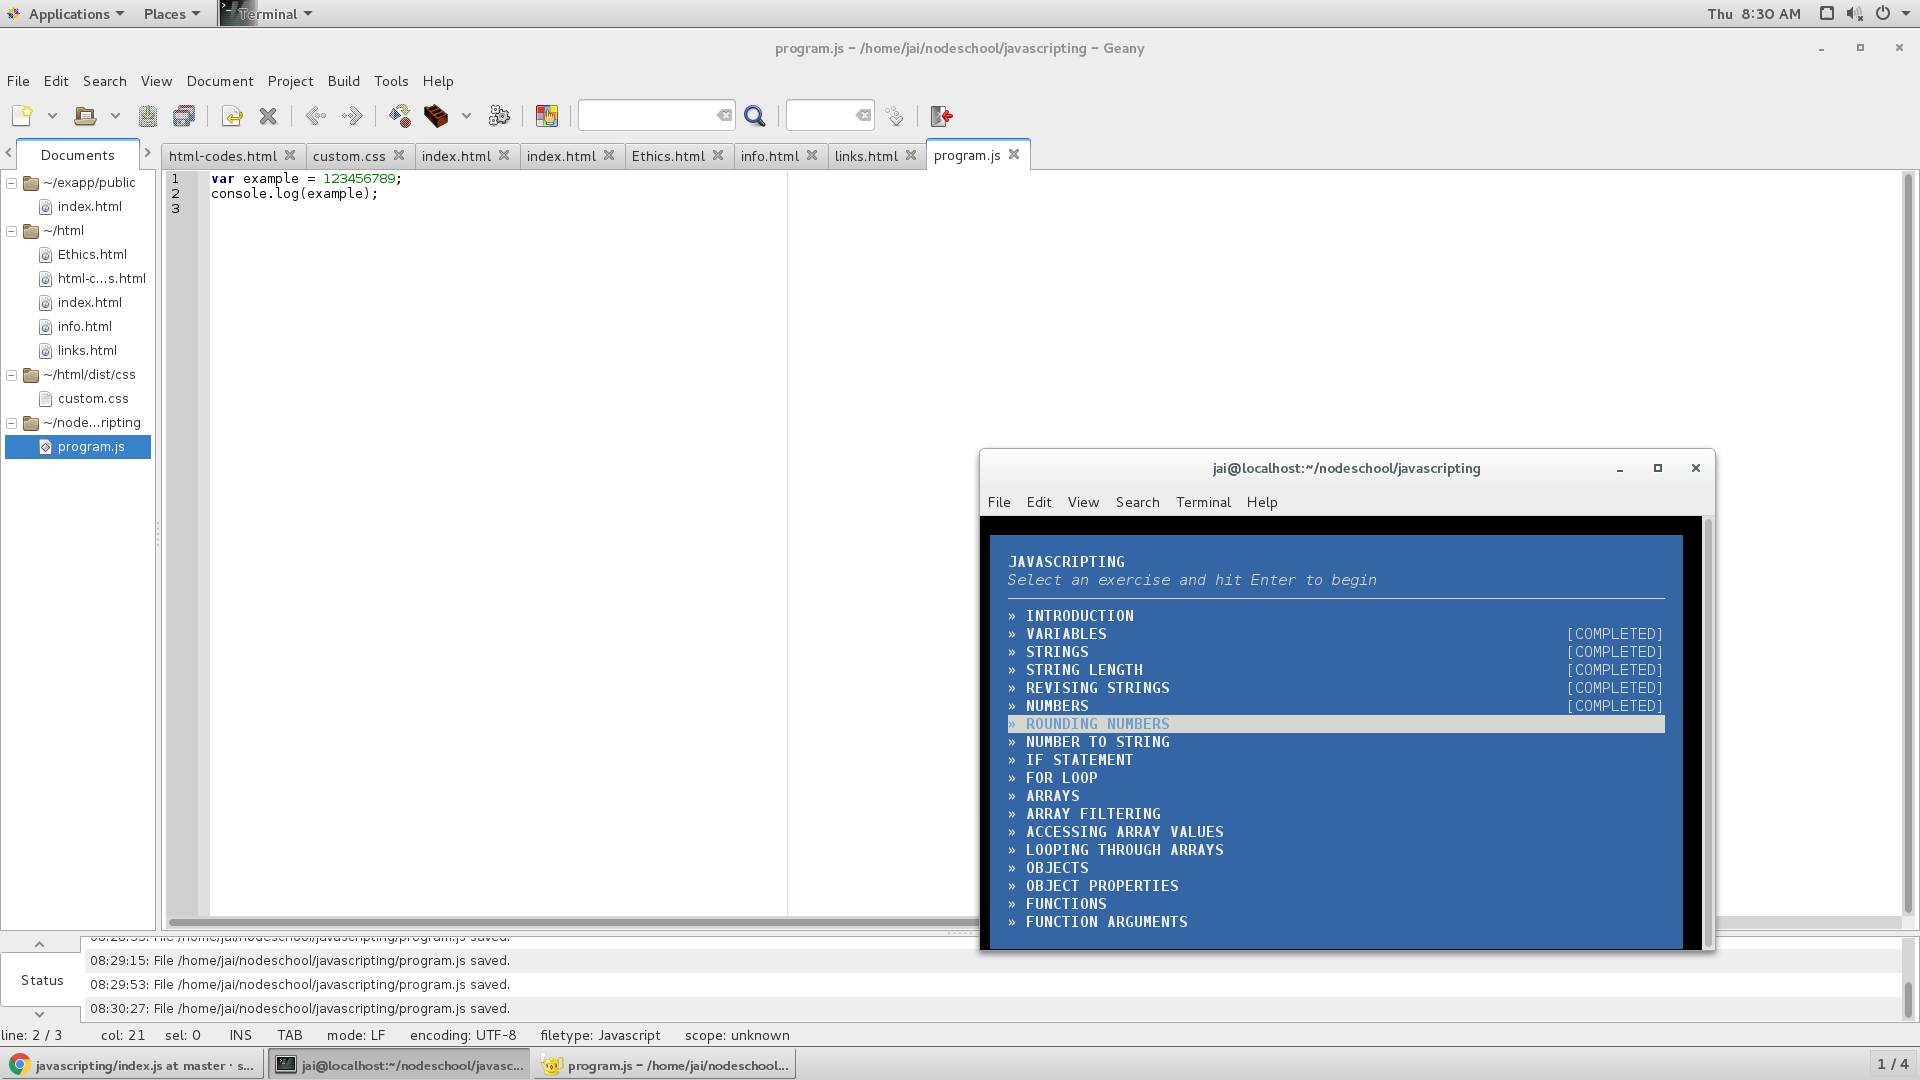 Applications Places Terminal Thu 8:30 AM
program.js – /home/jai/nodeschool/javascripting – Geany
File Edit Search View Document Project Build Tools Help
Documents html-codes.html custom.css index.html index.html Ethics.html info.html links.html program.js
~/exapp/public
index.html
~/html
Ethics.html
html-c...s.html
index.html
info.html
links.html
~/html/dist/css
custom.css
~/node...ripting
program.js
1 var example = 123456789;
2 console.log(example);
3
jai@localhost:~/nodeschool/javascripting
File Edit View Search Terminal Help
JAVASCRIPTING
Select an exercise and hit Enter to begin
» INTRODUCTION
» VARIABLES [COMPLETED]
» STRINGS [COMPLETED]
» STRING LENGTH [COMPLETED]
» REVISING STRINGS [COMPLETED]
» NUMBERS [COMPLETED]
» ROUNDING NUMBERS
» NUMBER TO STRING
» IF STATEMENT
» FOR LOOP
» ARRAYS
» ARRAY FILTERING
» ACCESSING ARRAY VALUES
» LOOPING THROUGH ARRAYS
» OBJECTS
» OBJECT PROPERTIES
» FUNCTIONS
» FUNCTION ARGUMENTS
Status
File /home/jai/nodeschool/javascripting/program.js saved.
08:29:15: File /home/jai/nodeschool/javascripting/program.js saved.
08:29:53: File /home/jai/nodeschool/javascripting/program.js saved.
08:30:27: File /home/jai/nodeschool/javascripting/program.js saved.
line: 2 / 3 col: 21 sel: 0 INS TAB mode: LF encoding: UTF-8 filetype: Javascript scope: unknown
javascripting/index.js at master · s... jai@localhost:~/nodeschool/javasc... program.js – /home/jai/nodeschool... 1 / 4